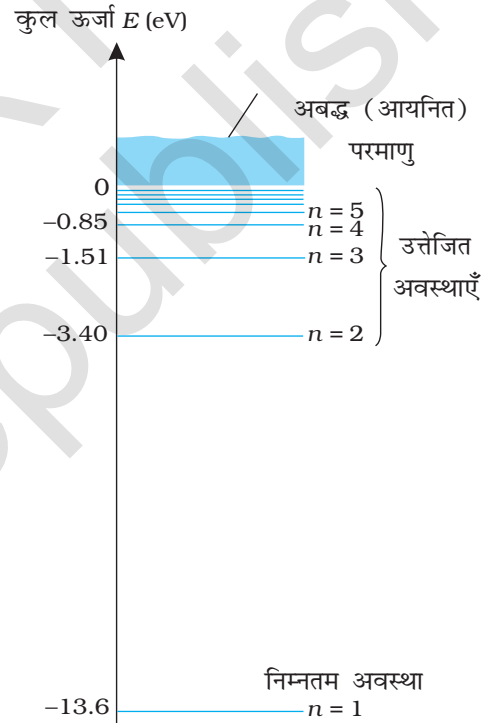 कुल ऊर्जा E (eV)
अबद्ध (आयनित)
परमाणु
0
n = 5
−0.85
n = 4
−1.51
n = 3
उत्तेजित
अवस्थाएँ
−3.40
n = 2
निम्नतम अवस्था
−13.6
n = 1